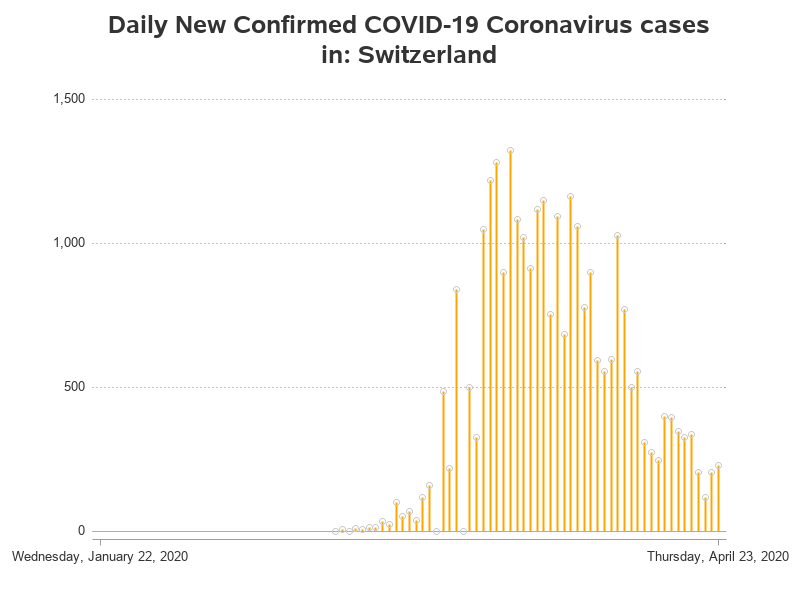 Daily New Confirmed COVID-19 Coronavirus cases
in: Switzerland
1,500
1,000
500
0
Wednesday, January 22, 2020
Thursday, April 23, 2020